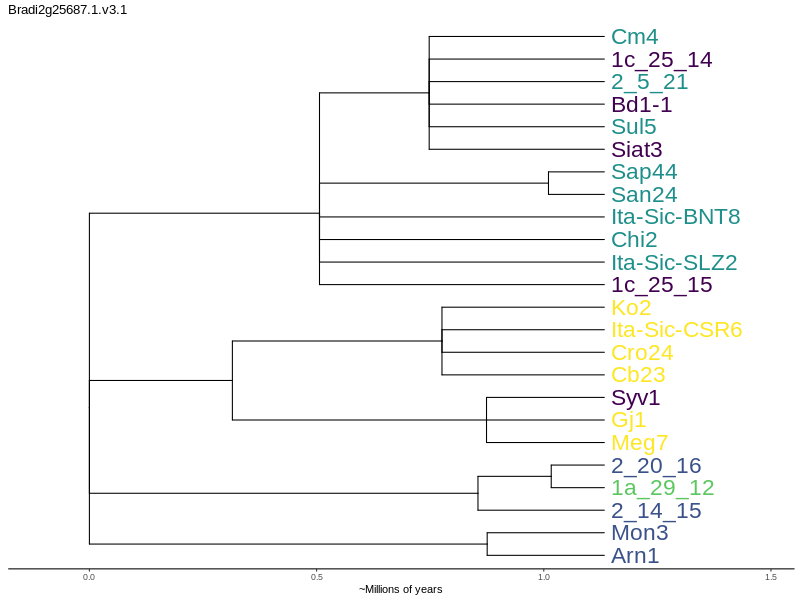 Bradi2g25687.1.v3.1
Cm4
1c_25_14
2_5_21
Bd1-1
Sul5
Siat3
Sap44
San24
Ita-Sic-BNT8
Chi2
Ita-Sic-SLZ2
1c_25_15
Ko2
Ita-Sic-CSR6
Cro24
Cb23
Syv1
Gj1
Meg7
2_20_16
1a_29_12
2_14_15
Mon3
Arn1
0.0 0.5 1.0 1.5
~Millions of years